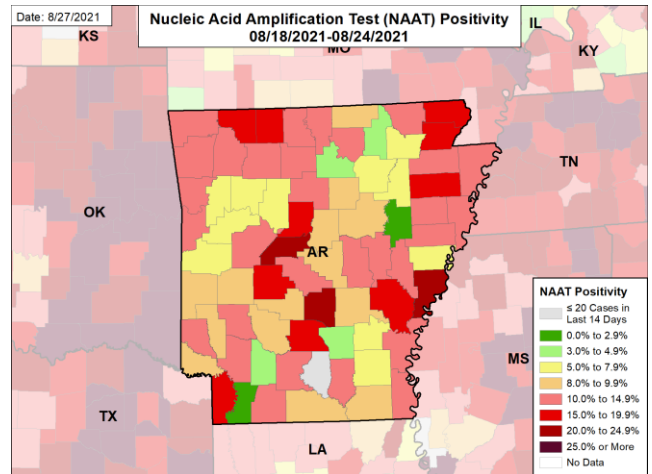 Date: 8/27/2021
Nucleic Acid Amplification Test (NAAT) Positivity
08/18/2021-08/24/2021
KS
MO
IL
KY
TN
OK
AR
MS
TX
LA
NAAT Positivity
≤ 20 Cases in
Last 14 Days
0.0% to 2.9%
3.0% to 4.9%
5.0% to 7.9%
8.0% to 9.9%
10.0% to 14.9%
15.0% to 19.9%
20.0% to 24.9%
25.0% or More
No Data